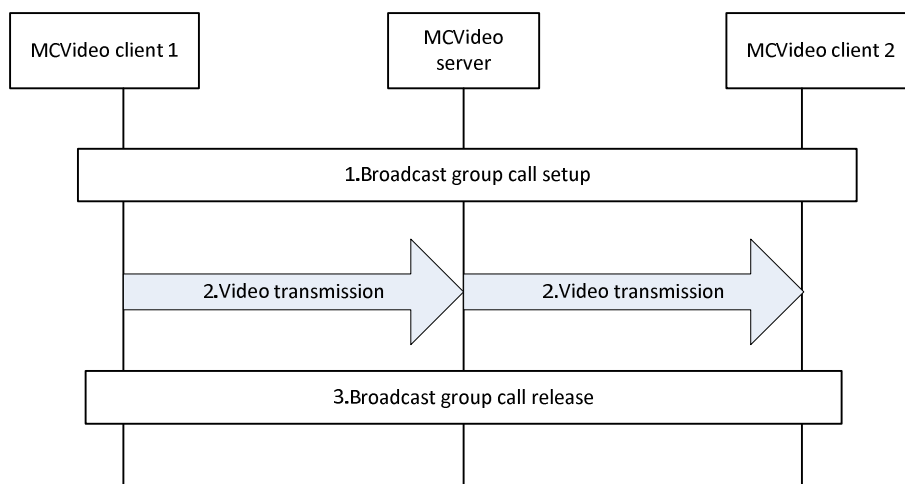 MCVideo client 1
MCVideo
server
MCVideo client 2
1.Broadcast group call setup
2.Video transmission
2.Video transmission
3.Broadcast group call release